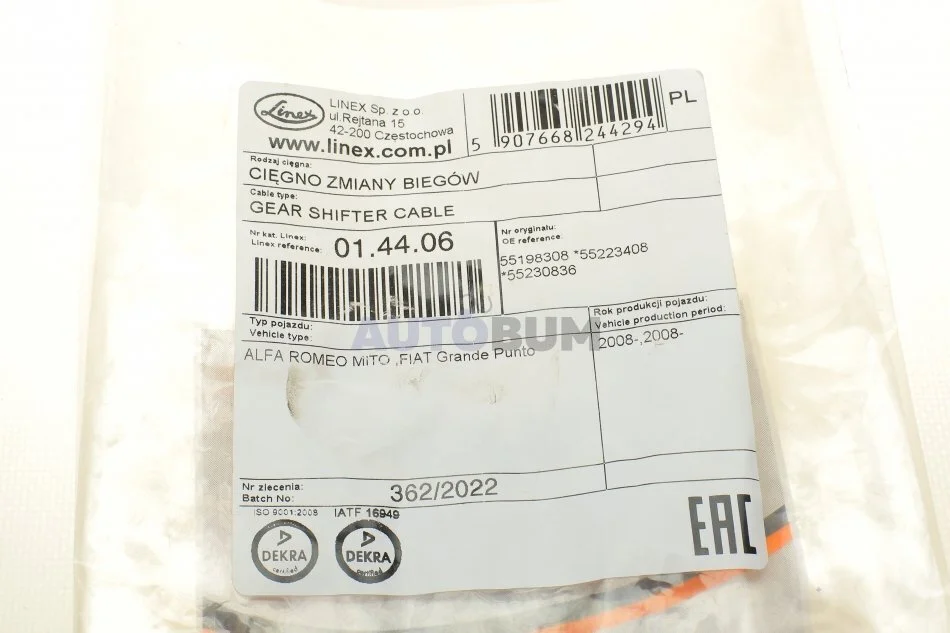 Linex
LINEX Sp. z o o.
ul.Rejtana 15
42-200 Częstochowa
www.linex.com.pl
5 907668 244294
PL
Rodzaj cięgna:
CIĘGNO ZMIANY BIEGÓW
Cable type:
GEAR SHIFTER CABLE
Nr kat. Linex:
Linex reference:
01.44.06
Nr oryginału:
OE reference:
55198308 *55223408
*55230836
Typ pojazdu:
Vehicle type:
Rok produkcji pojazdu:
Vehicle production period:
AUTOBUM
ALFA ROMEO MiTO ,FIAT Grande Punto
2008-,2008-
Nr zlecenia:
Batch No:
362/2022
ISO 9001:2008
IATF 16949
DEKRA
certified
DEKRA
certified
EAC